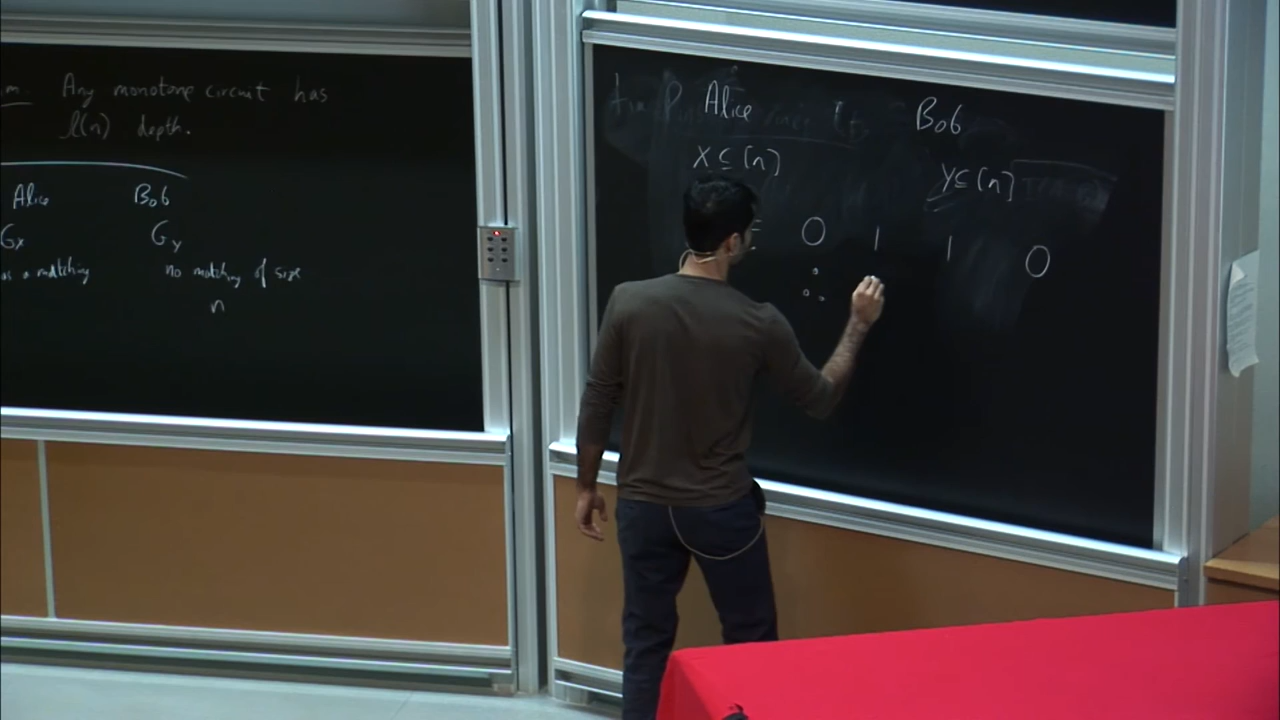 Any monotone circuit has
l(n) depth.
Alice Bob
Gx Gy
as a matching no matching of size
n
Alice Bob
X ⊆ [n] Y ⊆ [n]
0 1 1 0